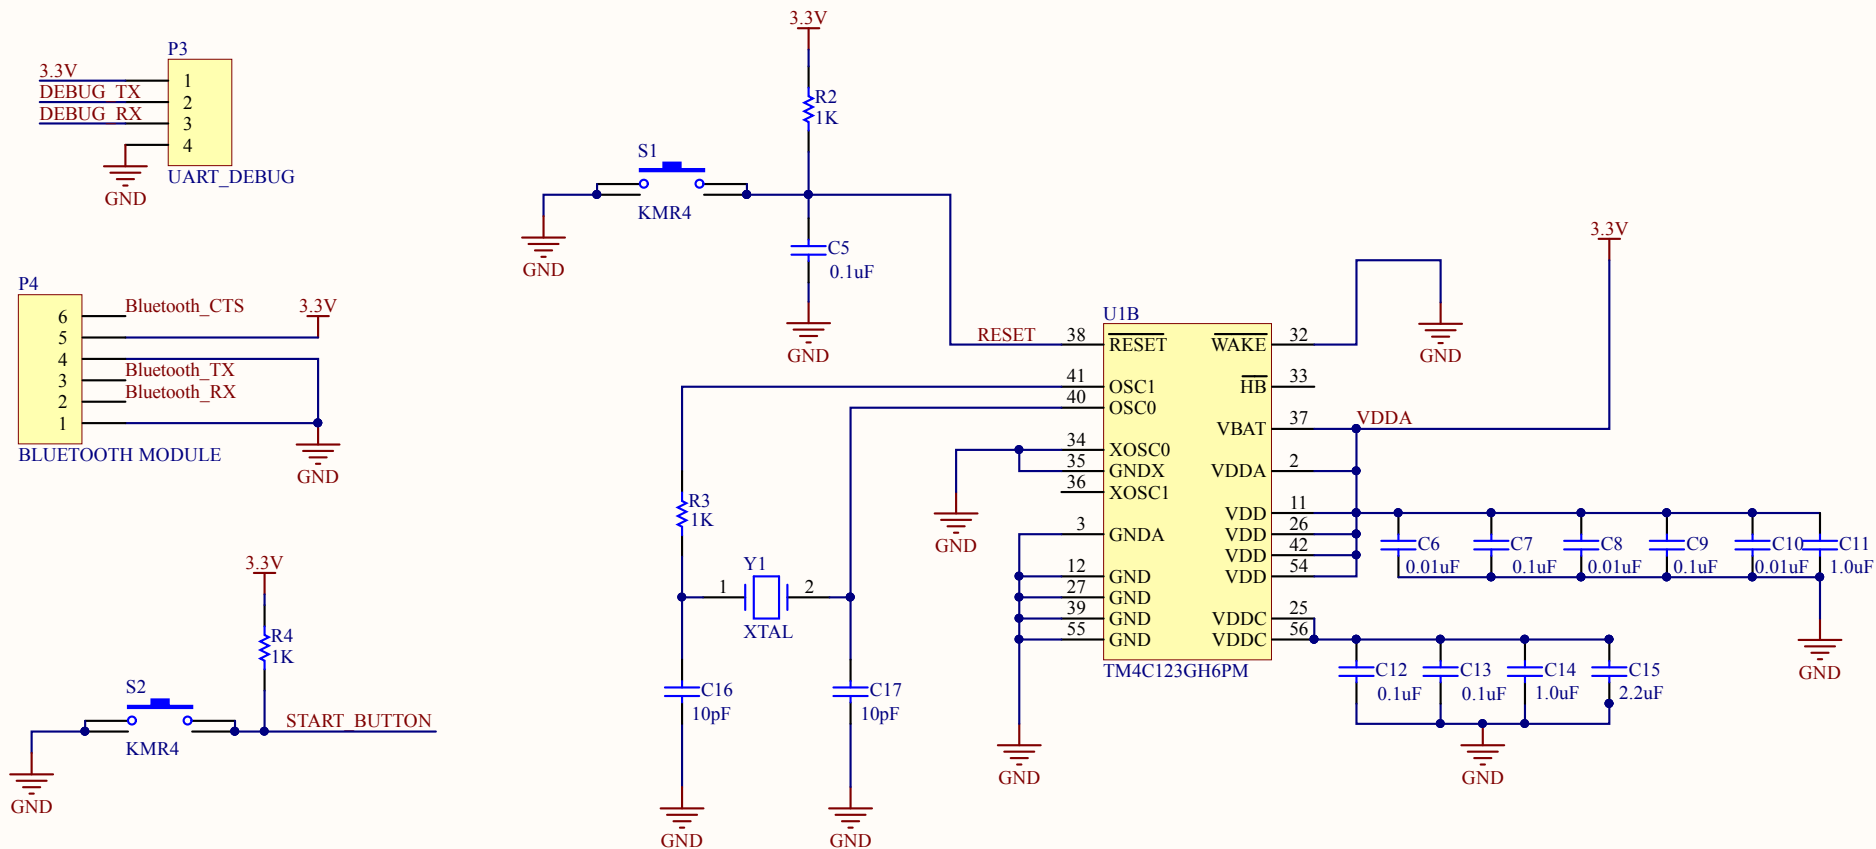 P3
3.3V
1
DEBUG_TX
2
DEBUG_RX
3
4
UART_DEBUG
GND
P4
6
Bluetooth_CTS
3.3V
5
4
Bluetooth_TX
3
Bluetooth_RX
2
1
BLUETOOTH MODULE
GND
3.3V
R4
1K
S2
START_BUTTON
KMR4
GND
3.3V
R2
1K
S1
KMR4
GND
C5
0.1uF
GND
R3
1K
Y1
1
2
XTAL
C16
10pF
C17
10pF
GND
GND
U1B
RESET
38
RESET
41
OSC1
40
OSC0
34
XOSC0
35
GNDX
36
XOSC1
3
GNDA
12
GND
27
GND
39
GND
55
GND
GND
GND
WAKE
32
HB
33
VBAT
37
VDDA
VDDA
2
VDD
11
VDD
26
VDD
42
VDD
54
VDDC
25
VDDC
56
TM4C123GH6PM
GND
3.3V
C6
0.01uF
C7
0.1uF
C8
0.01uF
C9
0.1uF
C10
0.01uF
C11
1.0uF
GND
C12
0.1uF
C13
0.1uF
C14
1.0uF
C15
2.2uF
GND